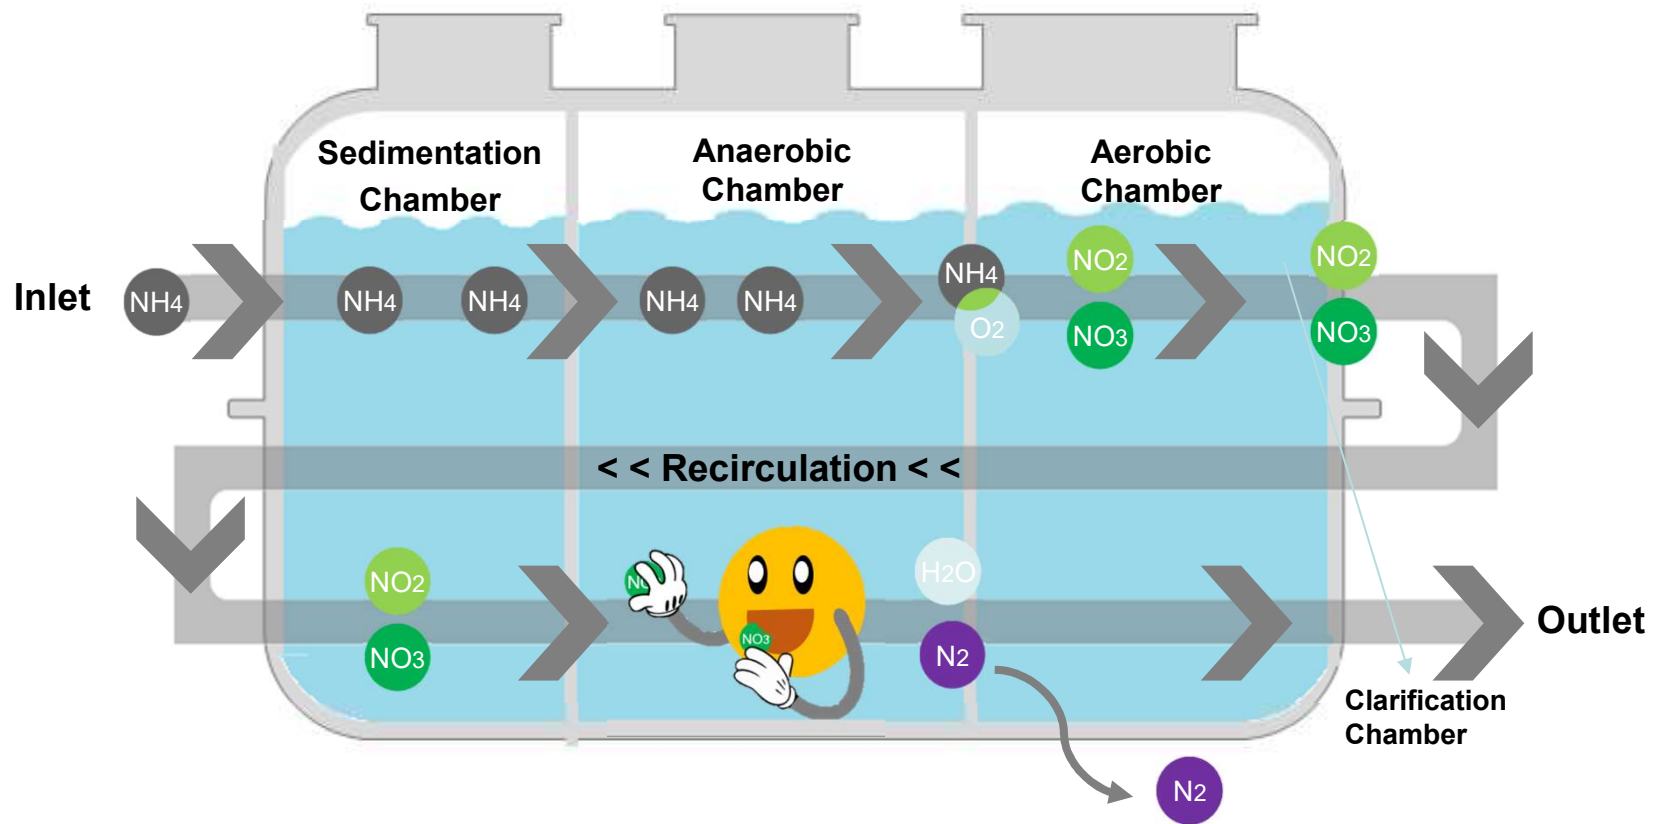 Sedimentation
Chamber
Anaerobic
Chamber
Aerobic
Chamber
Inlet
NH4
NH4
NH4
NH4
NH4
NH4
O2
NO2
NO3
NO2
NO3
< < Recirculation < <
NO2
NO3
NO3
H2O
N2
Outlet
Clarification
Chamber
N2